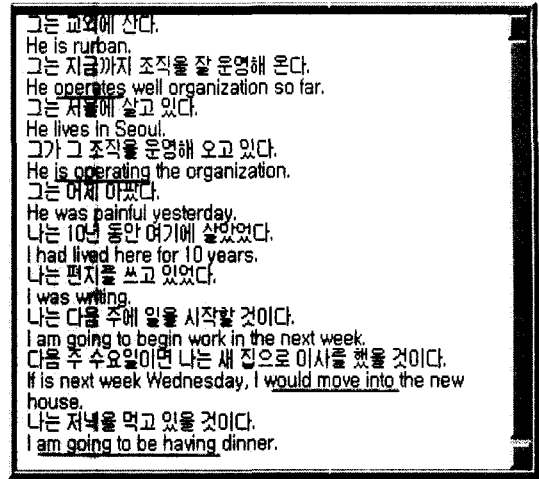 그는 교외에 산다.
He is rurban.
그는 지금까지 조직을 잘 운영해 온다.
He operates well organization so far.
그는 서울에 살고 있다.
He lives in Seoul.
그가 그 조직을 운영해 오고 있다.
He is operating the organization.
그는 어제 아팠다.
He was painful yesterday.
나는 10년 동안 여기에 살았었다.
I had lived here for 10 years.
나는 편지를 쓰고 있었다.
I was writing.
나는 다음 주에 일을 시작할 것이다.
I am going to begin work in the next week.
다음 주 수요일이면 나는 새 집으로 이사를 했을 것이다.
If is next week Wednesday, I would move into the new
house.
나는 저녁을 먹고 있을 것이다.
I am going to be having dinner.